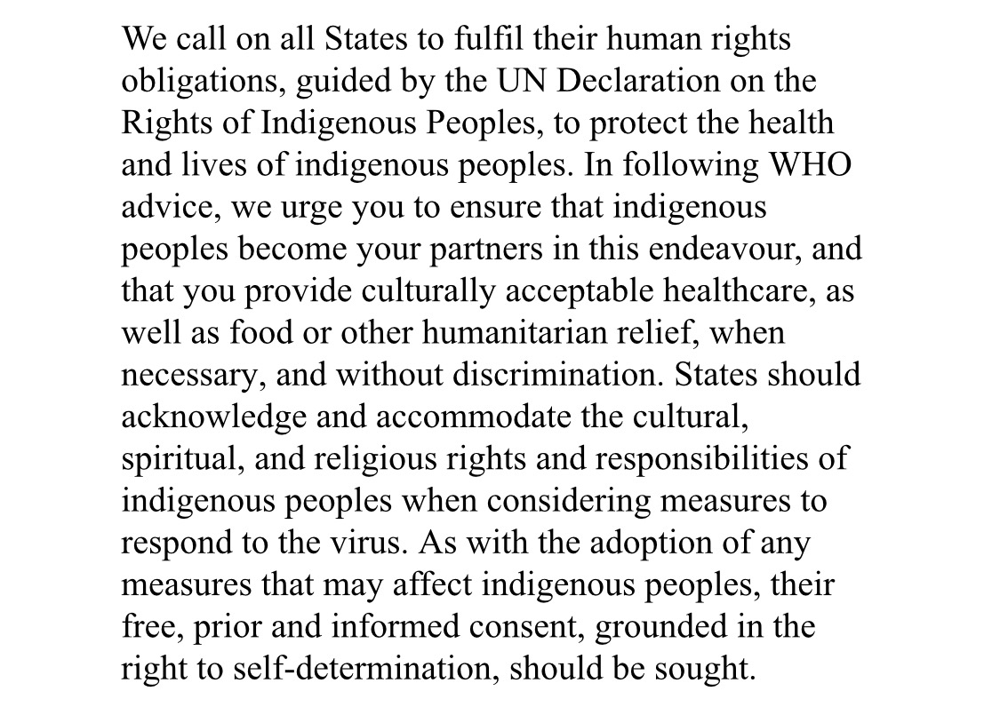 We call on all States to fulfil their human rights
obligations, guided by the UN Declaration on the
Rights of Indigenous Peoples, to protect the health
and lives of indigenous peoples. In following WHO
advice, we urge you to ensure that indigenous
peoples become your partners in this endeavour, and
that you provide culturally acceptable healthcare, as
well as food or other humanitarian relief, when
necessary, and without discrimination. States should
acknowledge and accommodate the cultural,
spiritual, and religious rights and responsibilities of
indigenous peoples when considering measures to
respond to the virus. As with the adoption of any
measures that may affect indigenous peoples, their
free, prior and informed consent, grounded in the
right to self-determination, should be sought.